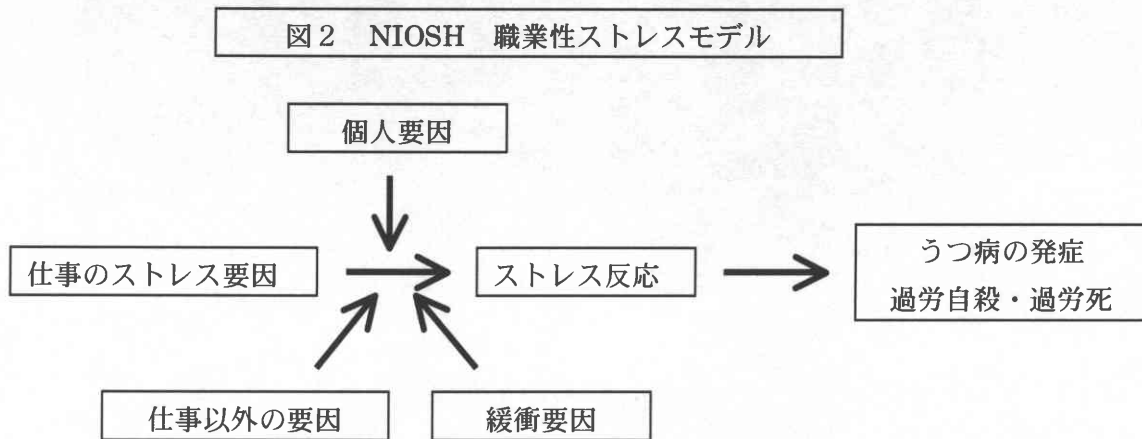 図2 NIOSH 職業性ストレスモデル
個人要因
仕事のストレス要因
ストレス反応
うつ病の発症
過労自殺・過労死
仕事以外の要因
緩衝要因